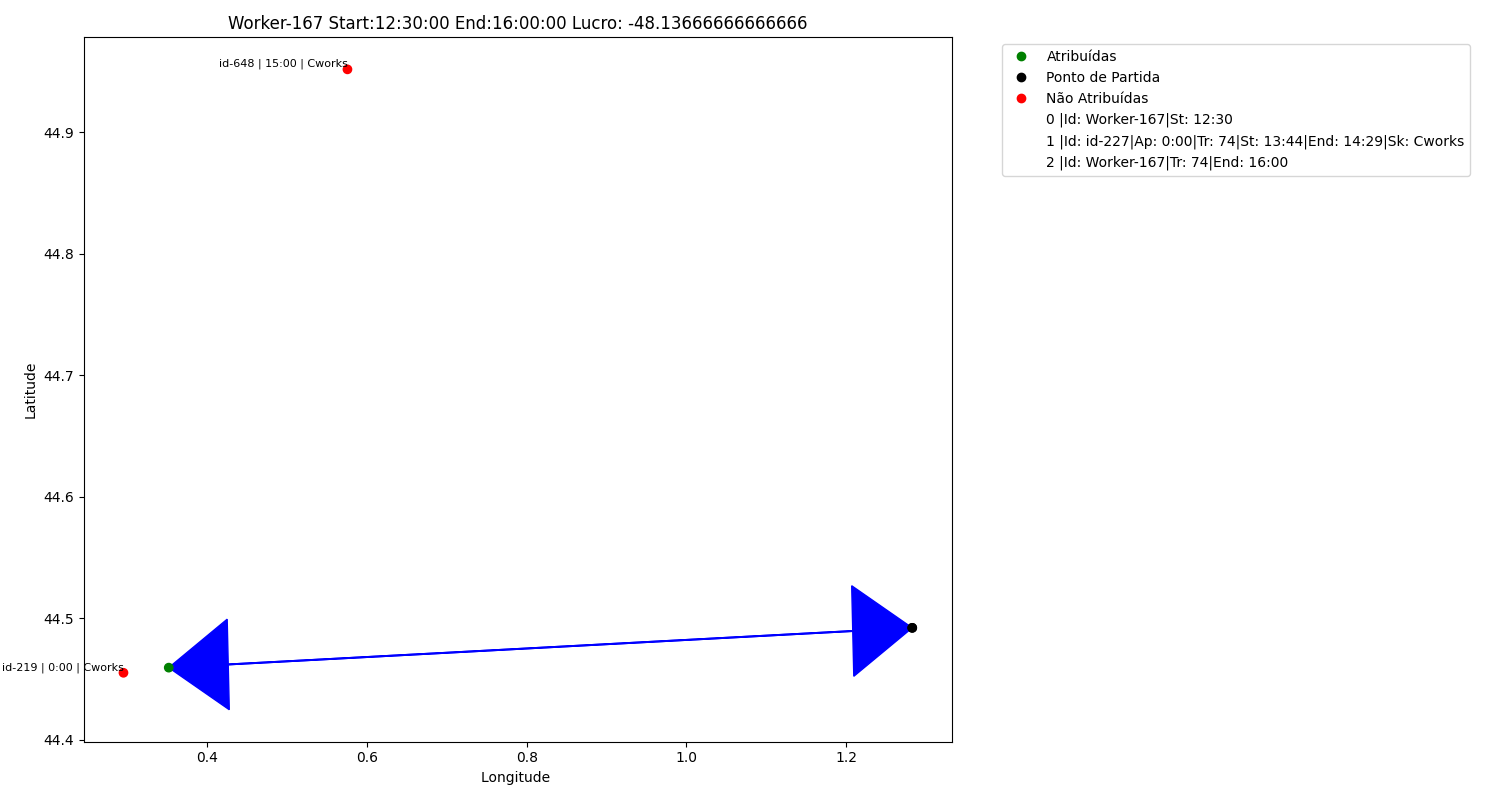 Worker-167 Start:12:30:00 End:16:00:00 Lucro: -48.13666666666666
id-648 | 15:00 | Cworks
44.9
44.8
44.7
44.6
44.5
44.4
Latitude
id-219 | 0:00 | Cworks
0.4
0.6
0.8
1.0
1.2
Longitude
Atribuídas
Ponto de Partida
Não Atribuídas
0 |Id: Worker-167|St: 12:30
1 |Id: id-227|Ap: 0:00|Tr: 74|St: 13:44|End: 14:29|Sk: Cworks
2 |Id: Worker-167|Tr: 74|End: 16:00